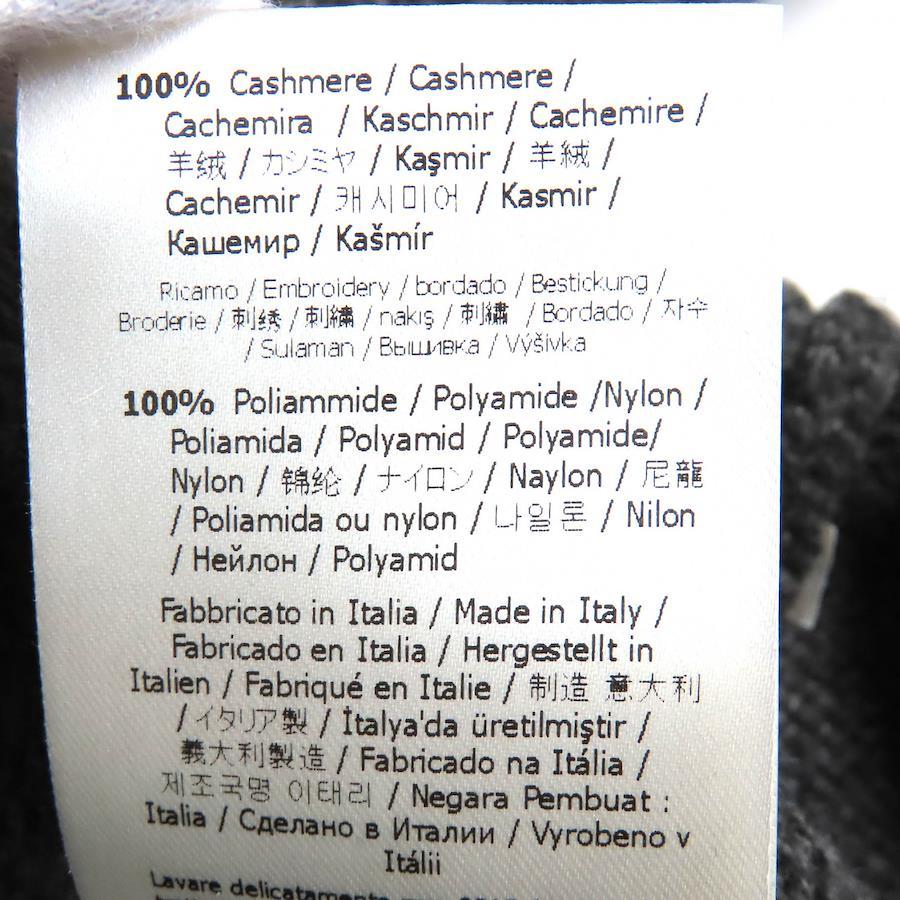 100% Cashmere / Cashmere /
Cachemira / Kaschmir / Cachemire /
羊绒 / カシミヤ / Kaşmir / 羊絨 /
Cachemir / 캐시미어 / Kasmir /
Кашемир / Kašmír
Ricamo / Embroidery / bordado / Bestickung /
Broderie / 刺绣 / 刺繍 / nakış / 刺繡 / Bordado / 자수
/ Sulaman / Вышивка / Výšivka
100% Poliammide / Polyamide /Nylon /
Poliamida / Polyamid / Polyamide/
Nylon / 锦纶 / ナイロン / Naylon / 尼龍
/ Poliamida ou nylon / 나일론 / Nilon
/ Нейлон / Polyamid
Fabbricato in Italia / Made in Italy /
Fabricado en Italia / Hergestellt in
Italien / Fabriqué en Italie / 制造 意大利
/ イタリア製 / İtalya'da üretilmiştir /
義大利製造 / Fabricado na Itália /
제조국명 이태리 / Negara Pembuat :
Italia / Сделано в Италии / Vyrobeno v
Itálii
Lavare delicatamente